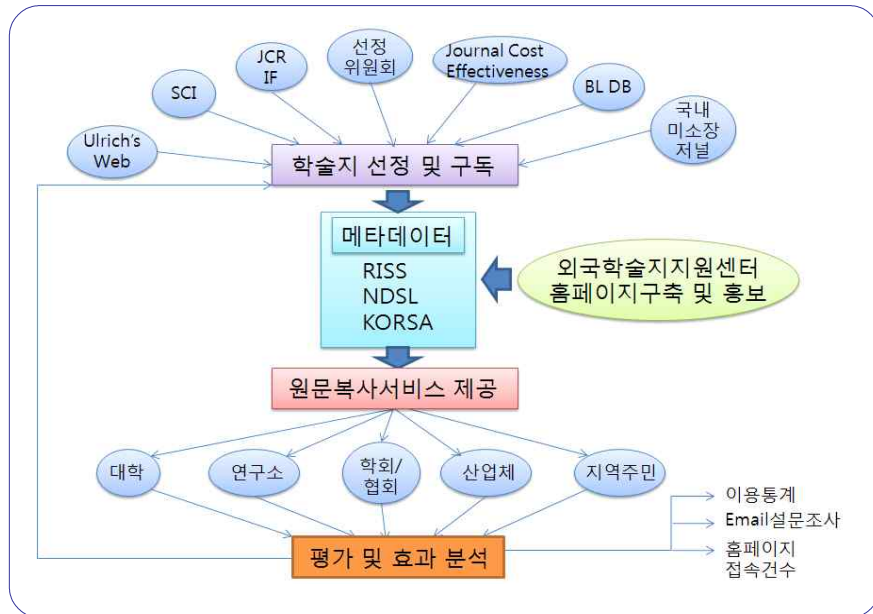 Ulrich's
Web
SCI
JCR
IF
선정
위원회
Journal Cost
Effectiveness
BL DB
국내
미소장
저널
학술지 선정 및 구독
메타데이터
RISS
NDSL
KORSA
외국학술지지원센터
홈페이지구축 및 홍보
원문복사서비스 제공
대학
연구소
학회/
협회
산업체
지역주민
평가 및 효과 분석
이용통계
Email설문조사
홈페이지
접속건수